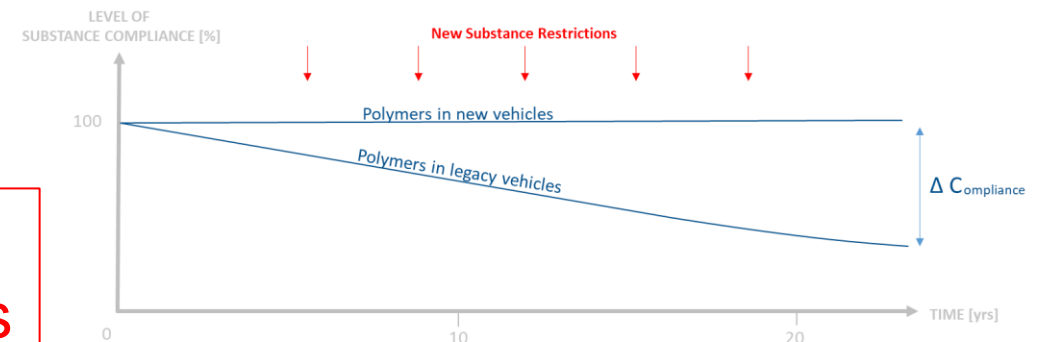 LEVEL OF
SUBSTANCE COMPLIANCE [%]
New Substance Restrictions
100
Polymers in new vehicles
Polymers in legacy vehicles
Δ Compliance
s
TIME [yrs]
0
10
20